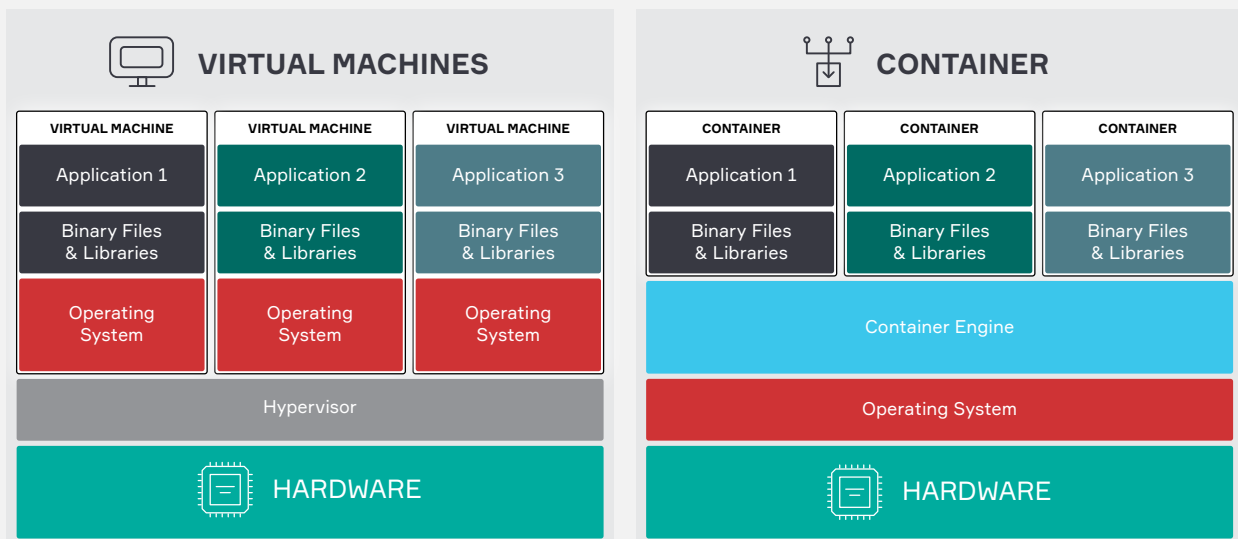 VIRTUAL MACHINES
VIRTUAL MACHINE
VIRTUAL MACHINE
VIRTUAL MACHINE
Application 1
Application 2
Application 3
Binary Files
& Libraries
Binary Files
& Libraries
Binary Files
& Libraries
Operating
System
Operating
System
Operating
System
Hypervisor
HARDWARE
CONTAINER
CONTAINER
CONTAINER
CONTAINER
Application 1
Application 2
Application 3
Binary Files
& Libraries
Binary Files
& Libraries
Binary Files
& Libraries
Container Engine
Operating System
HARDWARE